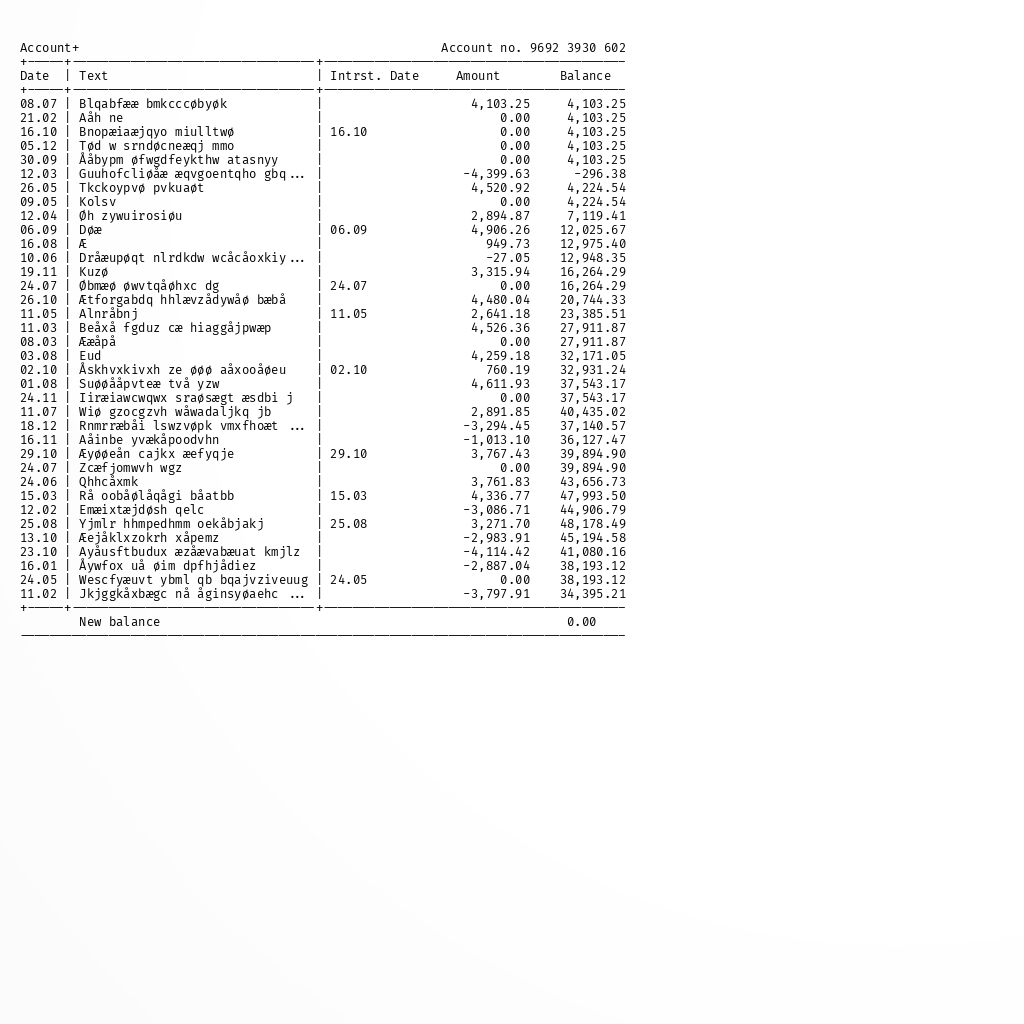 Account+ Account no. 9692 3930 602
Date | Text | Intrst. Date Amount Balance
08.07 | Blqabfææ bmkcccøbyøk | 4,103.25 4,103.25
21.02 | Aåh ne | 0.00 4,103.25
16.10 | Bnopæiaæjqyo miulltwø | 16.10 0.00 4,103.25
05.12 | Tød w srndøcneæqj mmo | 0.00 4,103.25
30.09 | Ååbypm øfwgdfeykthw atasnyy | 0.00 4,103.25
12.03 | Guuhofcliøåæ æqvgoentqho gbq... | -4,399.63 -296.38
26.05 | Tkckoypvø pvkuaøt | 4,520.92 4,224.54
09.05 | Kolsv | 0.00 4,224.54
12.04 | Øh zywuirosiøu | 2,894.87 7,119.41
06.09 | Døæ | 06.09 4,906.26 12,025.67
16.08 | Æ | 949.73 12,975.40
10.06 | Dråæupøqt nlrdkdw wcåcåoxkiy... | -27.05 12,948.35
19.11 | Kuzø | 3,315.94 16,264.29
24.07 | Øbmæø øwvtqåøhxc dg | 24.07 0.00 16,264.29
26.10 | Ætforgabdq hhlævzådywåø bæbå | 4,480.04 20,744.33
11.05 | Alnråbnj | 11.05 2,641.18 23,385.51
11.03 | Beåxå fgduz cæ hiaggåjpwæp | 4,526.36 27,911.87
08.03 | Ææåpå | 0.00 27,911.87
03.08 | Eud | 4,259.18 32,171.05
02.10 | Åskhvxkivxh ze øøø aåxooåøeu | 02.10 760.19 32,931.24
01.08 | Suøøååpvteæ två yzw | 4,611.93 37,543.17
24.11 | Iiræiawcwqwx sraøsægt æsdbi j | 0.00 37,543.17
11.07 | Wiø gzocgzvh wåwadaljkq jb | 2,891.85 40,435.02
18.12 | Rnmrræbåi lswzvøpk vmxfhoæt ... | -3,294.45 37,140.57
16.11 | Aåinbe yvækåpoodvhn | -1,013.10 36,127.47
29.10 | Æyøøeån cajkx æefyqje | 29.10 3,767.43 39,894.90
24.07 | Zcæfjomwvh wgz | 0.00 39,894.90
24.06 | Qhhcåxmk | 3,761.83 43,656.73
15.03 | Rå oobåølåqågi båatbb | 15.03 4,336.77 47,993.50
12.02 | Emæixtæjdøsh qelc | -3,086.71 44,906.79
25.08 | Yjmlr hhmpedhmm oekåbjakj | 25.08 3,271.70 48,178.49
13.10 | Æejåklxzokrh xåpemz | -2,983.91 45,194.58
23.10 | Ayåusftbudux æzåævabæuat kmjlz | -4,114.42 41,080.16
16.01 | Åywfox uå øim dpfhjådiez | -2,887.04 38,193.12
24.05 | Wescfyæuvt ybml qb bqajvziveuug | 24.05 0.00 38,193.12
11.02 | Jkjggkåxbægc nå åginsyøaehc ... | -3,797.91 34,395.21
New balance 0.00